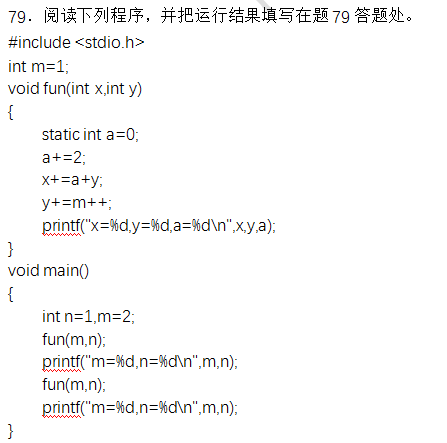 79．阅读下列程序，并把运行结果填写在题 79 答题处。
#include <stdio.h>
int m=1;
void fun(int x,int y)
{
static int a=0;
a+=2;
x+=a+y;
y+=m++;
printf("x=%d,y=%d,a=%d\n",x,y,a);
}
void main()
{
int n=1,m=2;
fun(m,n);
printf("m=%d,n=%d\n",m,n);
fun(m,n);
printf("m=%d,n=%d\n",m,n);
}